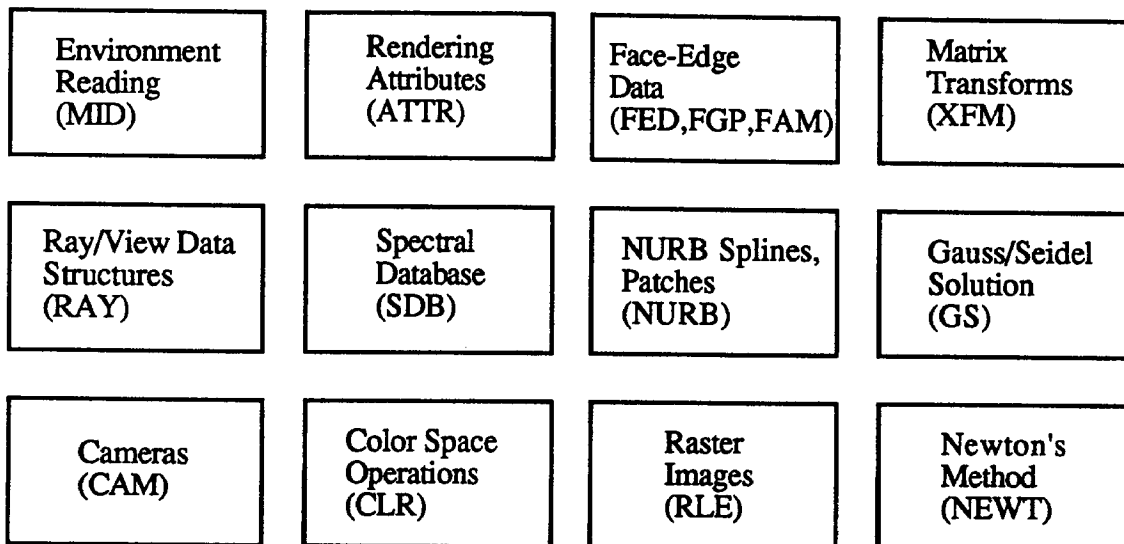 Environment
Reading
(MID)
Rendering
Attributes
(ATTR)
Face-Edge
Data
(FED,FGP,FAM)
Matrix
Transforms
(XFM)
Ray/View Data
Structures
(RAY)
Spectral
Database
(SDB)
NURB Splines,
Patches
(NURB)
Gauss/Seidel
Solution
(GS)
Cameras
(CAM)
Color Space
Operations
(CLR)
Raster
Images
(RLE)
Newton's
Method
(NEWT)